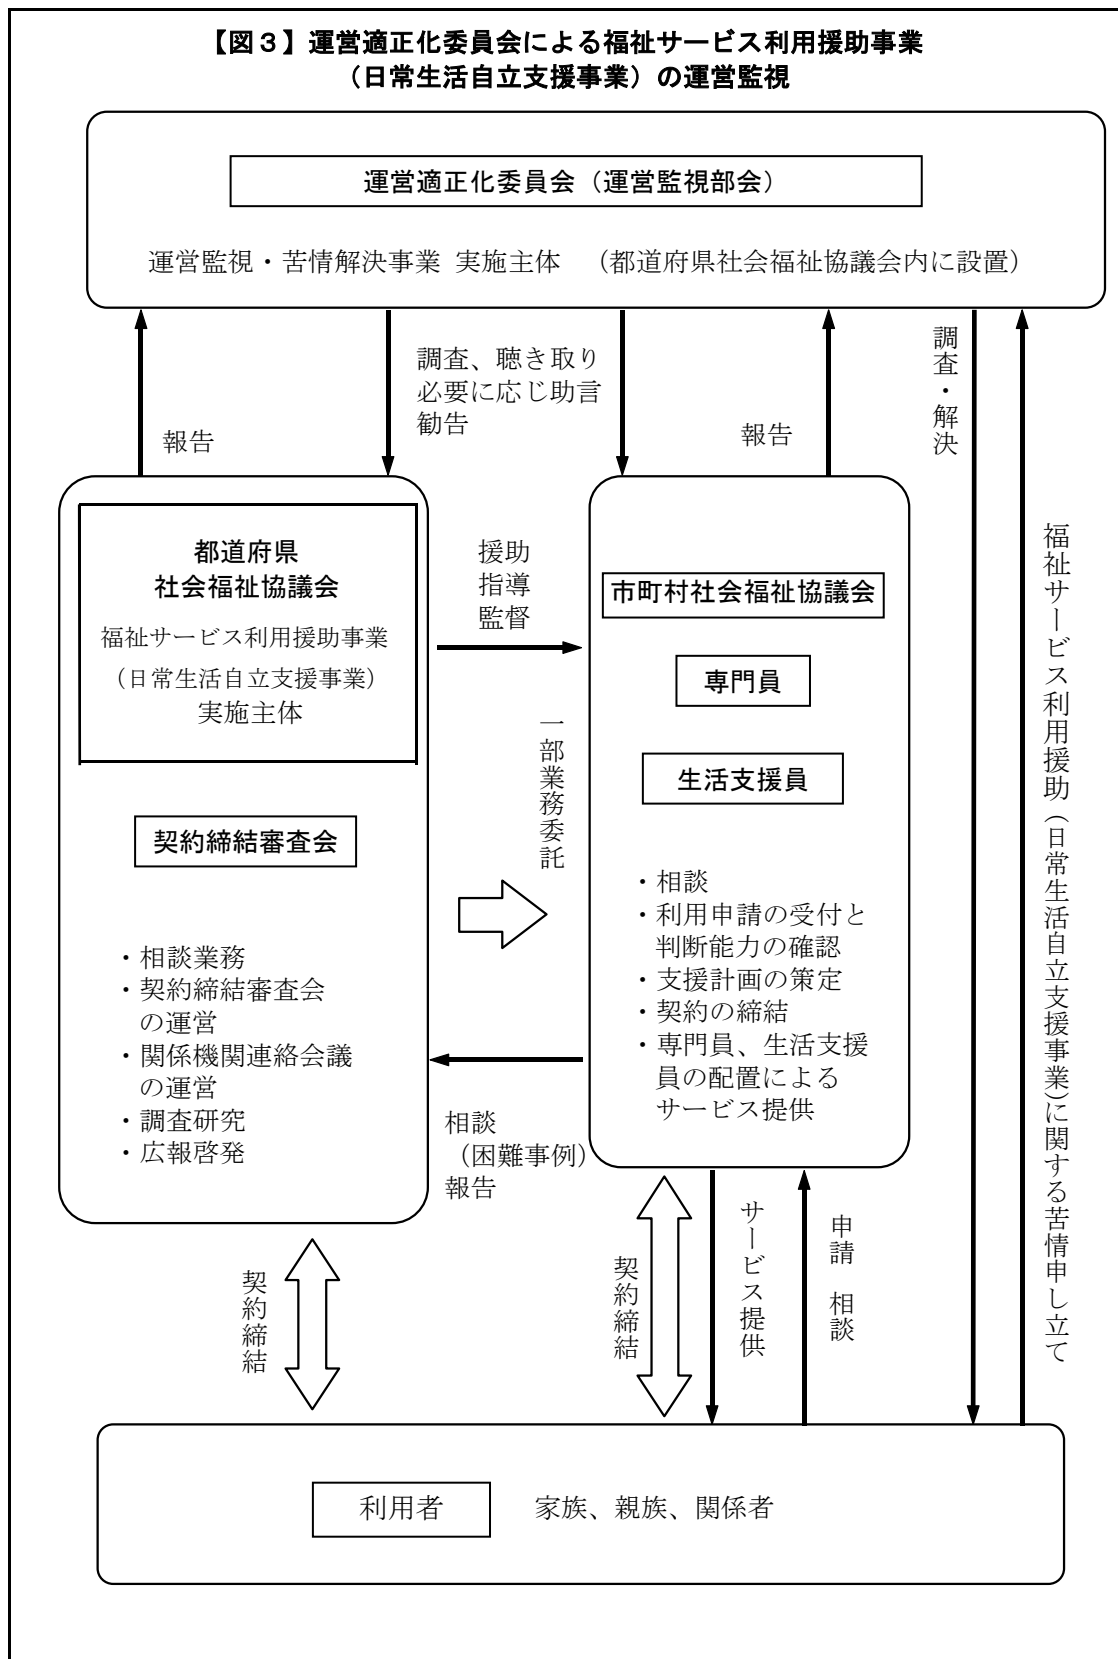 【図３】運営適正化委員会による福祉サービス利用援助事業
（日常生活自立支援事業）の運営監視
運営適正化委員会（運営監視部会）
運営監視・苦情解決事業 実施主体 （都道府県社会福祉協議会内に設置）
調査、聴き取り
必要に応じ助言
勧告
報告
報告
調査・解決
都道府県
社会福祉協議会
福祉サービス利用援助事業
（日常生活自立支援事業）
実施主体
契約締結審査会
・相談業務
・契約締結審査会
の運営
・関係機関連絡会議
の運営
・調査研究
・広報啓発
援助
指導
監督
一部業務委託
相談
（困難事例）
報告
市町村社会福祉協議会
専門員
生活支援員
・相談
・利用申請の受付と
判断能力の確認
・支援計画の策定
・契約の締結
・専門員、生活支援
員の配置による
サービス提供
福祉サービス利用援助（日常生活自立支援事業）に関する苦情申し立て
契約締結
契約締結
サービス提供
申請 相談
利用者
家族、親族、関係者